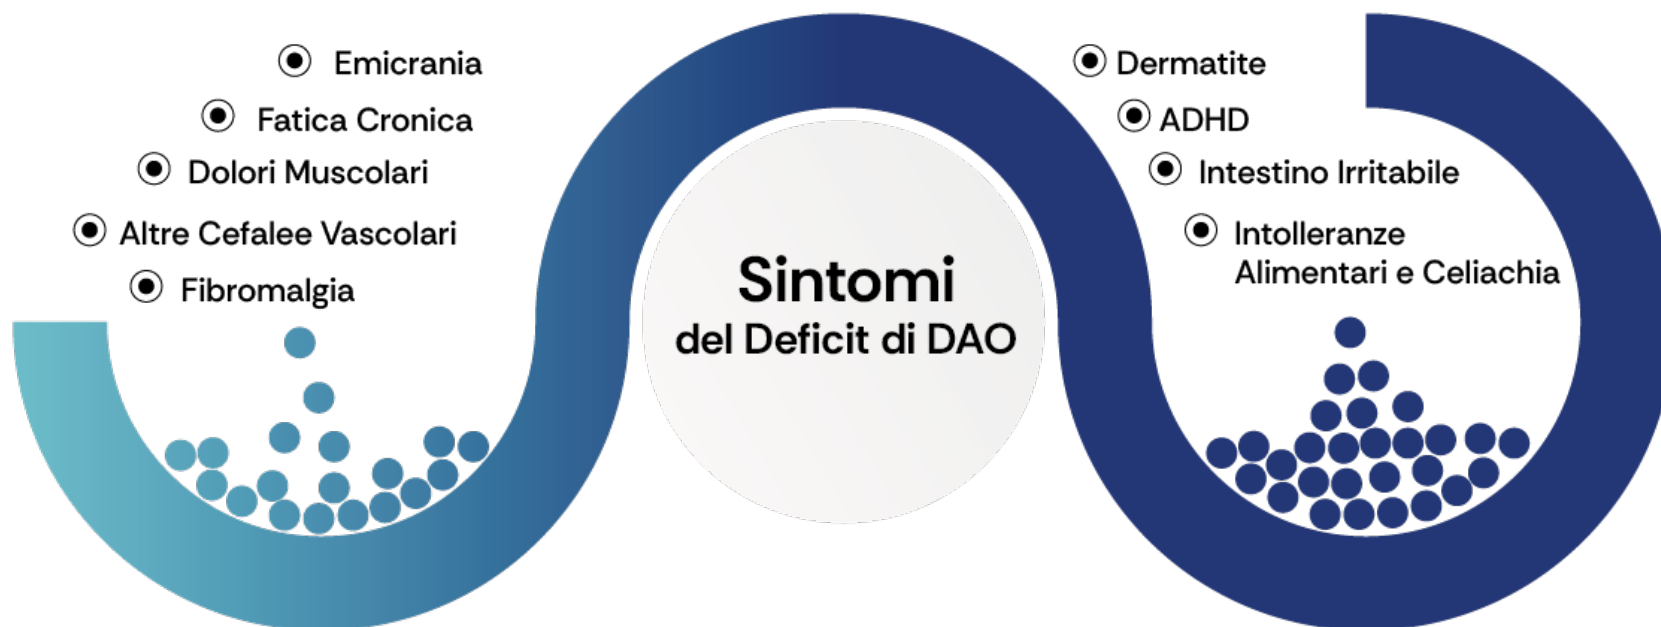 Emicrania
Fatica Cronica
Dolori Muscolari
Altre Cefalee Vascolari
Fibromalgia
Sintomi
del Deficit di DAO
Dermatite
ADHD
Intestino Irritabile
Intolleranze
Alimentari e Celiachia